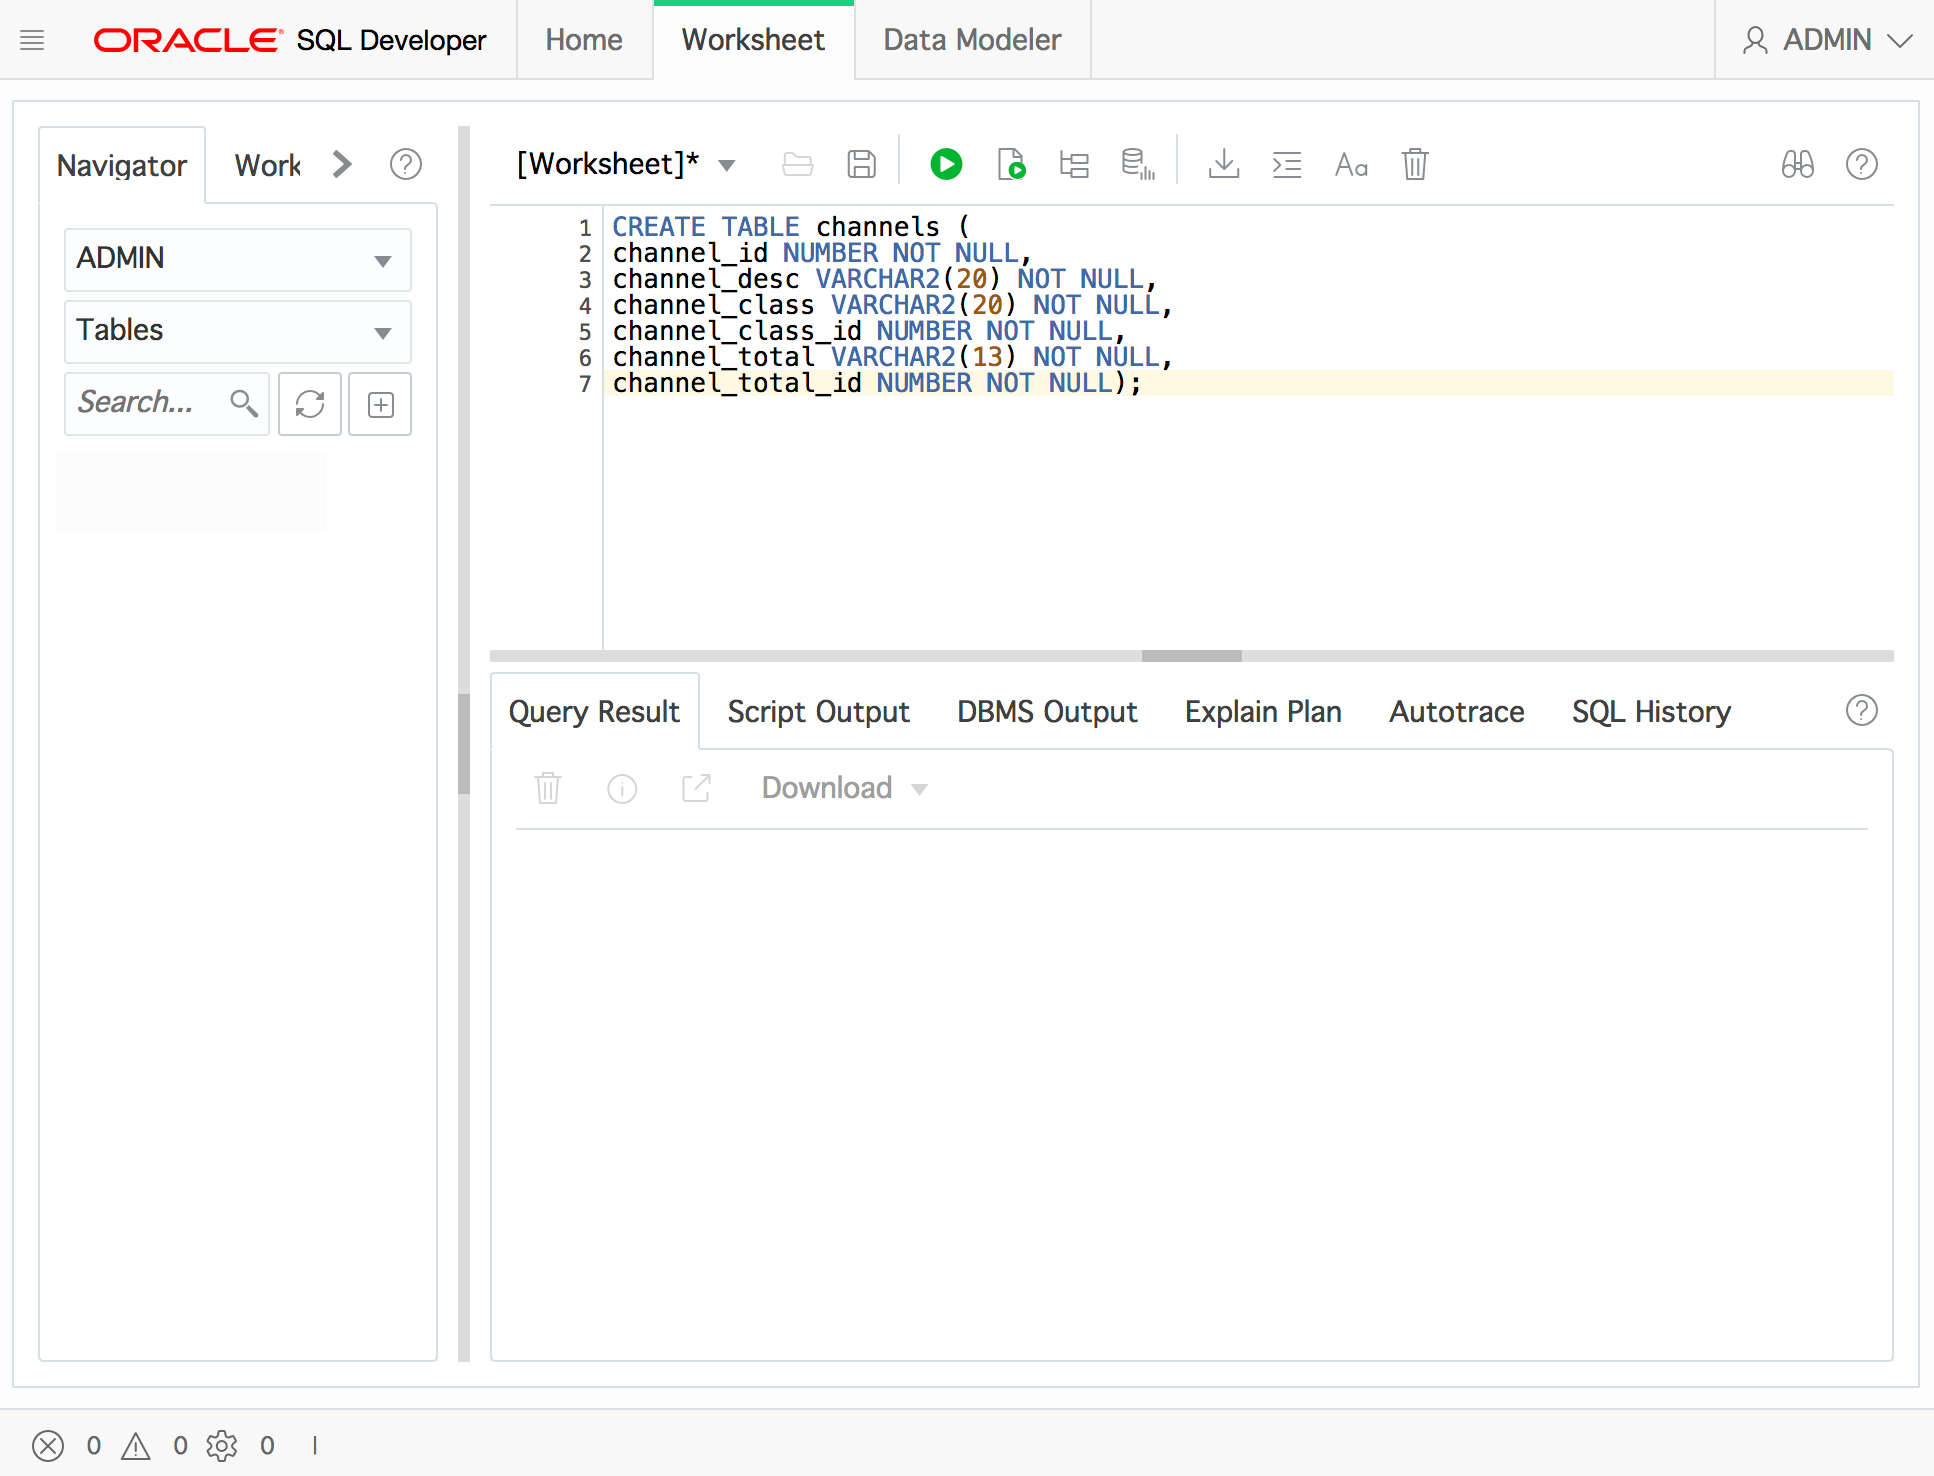 ORACLE SQL Developer
Home
Worksheet
Data Modeler
ADMIN
Navigator
Work
ADMIN
Tables
Search...
[Worksheet]*
Aa
1 CREATE TABLE channels (
2 channel_id NUMBER NOT NULL,
3 channel_desc VARCHAR2(20) NOT NULL,
4 channel_class VARCHAR2(20) NOT NULL,
5 channel_class_id NUMBER NOT NULL,
6 channel_total VARCHAR2(13) NOT NULL,
7 channel_total_id NUMBER NOT NULL);
Query Result
Script Output
DBMS Output
Explain Plan
Autotrace
SQL History
Download
0 0 0 |